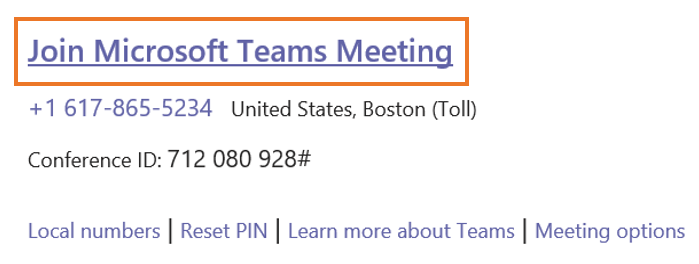 Join Microsoft Teams Meeting
+1 617-865-5234 United States, Boston (Toll)
Conference ID: 712 080 928#
Local numbers | Reset PIN | Learn more about Teams | Meeting options